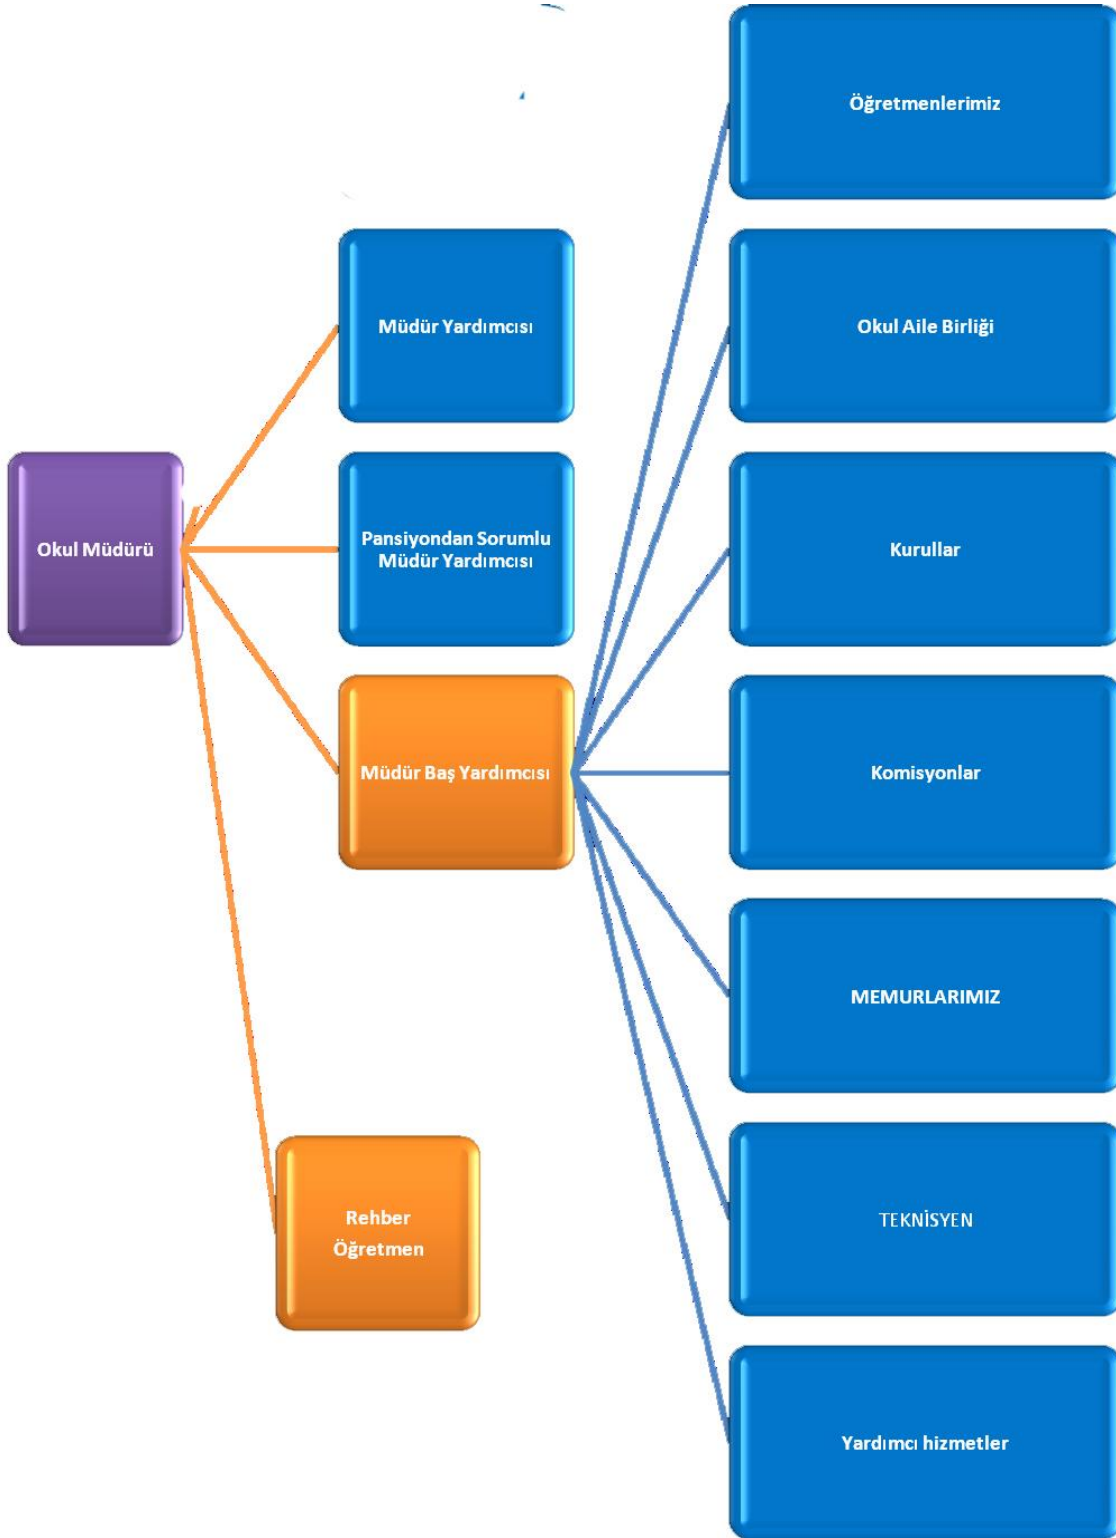 Okul Müdürü
Müdür Yardımcısı
Pansiyondan Sorumlu
Müdür Yardımcısı
Müdür Baş Yardımcısı
Rehber
Öğretmen
Öğretmenlerimiz
Okul Aile Birliği
Kurullar
Komisyonlar
MEMURLARIMIZ
TEKNİSYEN
Yardımcı hizmetler